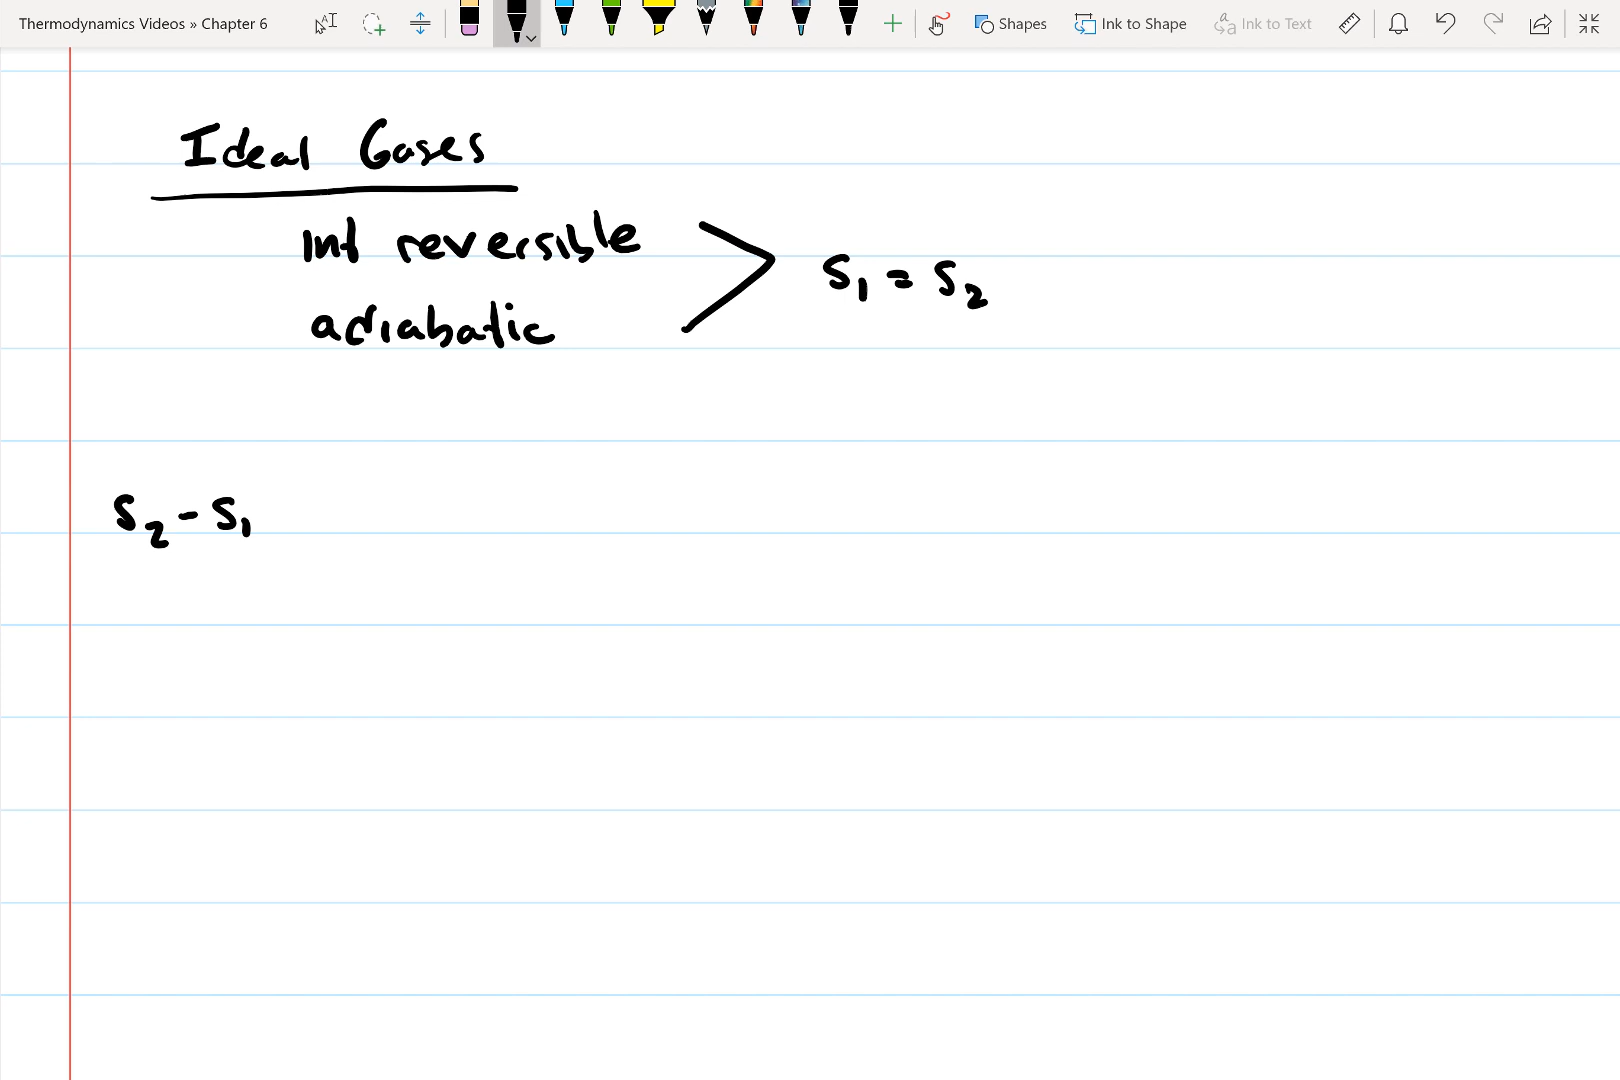 Thermodynamics Videos » Chapter 6 Shapes Ink to Shape Ink to Text
Ideal Gases
Int reversible
adiabatic
S₁ = S₂
S₂ - S₁